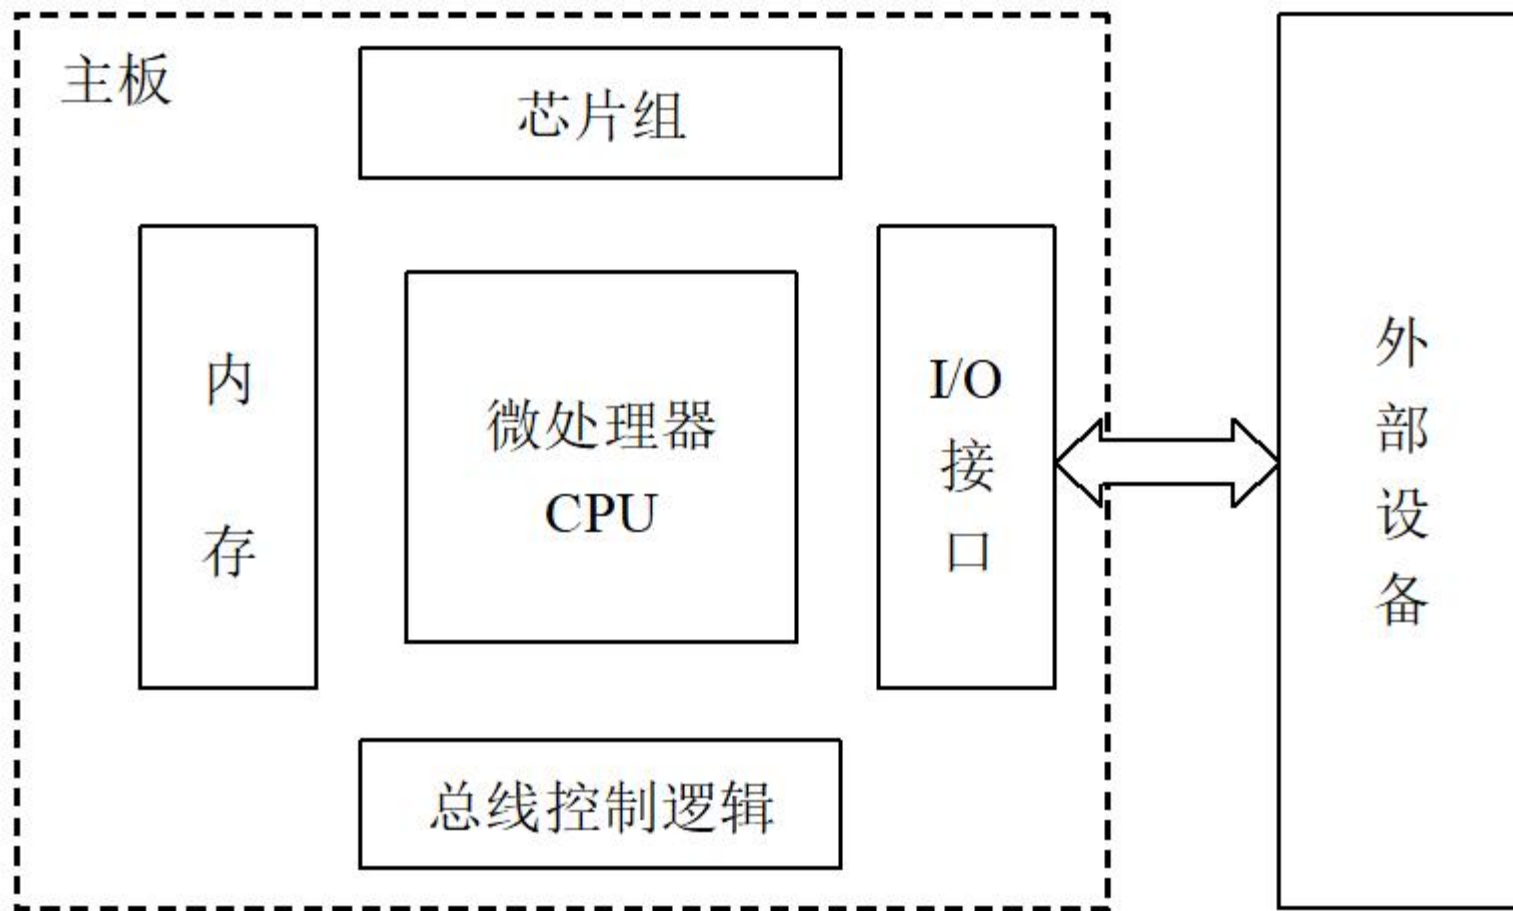 主板
芯片组
内
存
微处理器
CPU
I/O
接
口
总线控制逻辑
外
部
设
备